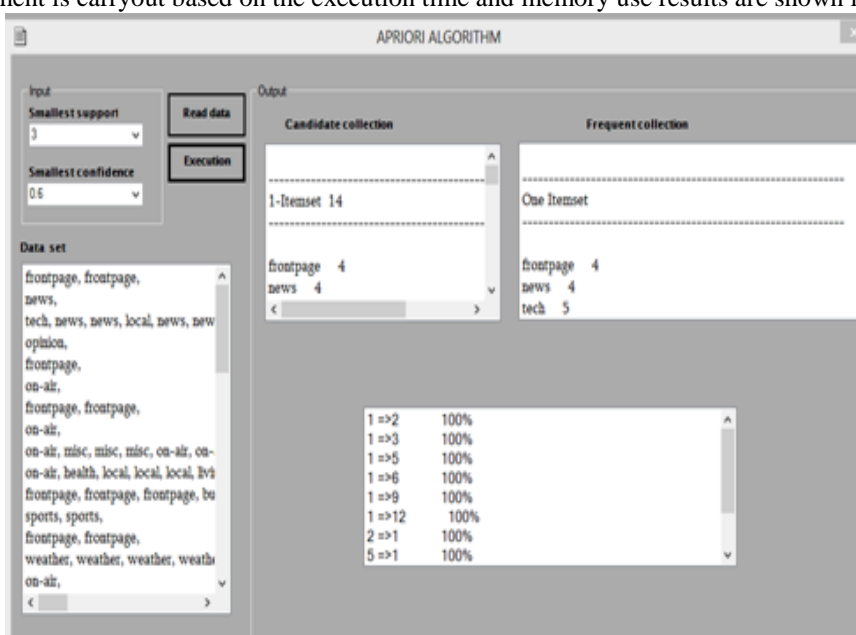 ment is carryout based on the execution time and memory use results are shown
APRIORI ALGORITHM
Input
Smallest support
3
Smallest confidence
0.6
Read data
Execution
Data set
frontpage, frontpage,
news,
tech, news, news, local, news, new
opinion,
frontpage,
on-air,
frontpage, frontpage,
on-air,
on-air, misc, misc, misc, on-air, on-
on-air, health, local, local, local, livi
frontpage, frontpage, frontpage, bu
sports, sports,
frontpage, frontpage,
weather, weather, weather, weathe
on-air,
Output
Candidate collection
1-Itemset 14
frontpage 4
news 4
Frequent collection
One Itemset
frontpage 4
news 4
tech 5
1 =>2 100%
1 =>3 100%
1 =>5 100%
1 =>6 100%
1 =>9 100%
1 =>12 100%
2 =>1 100%
5 =>1 100%